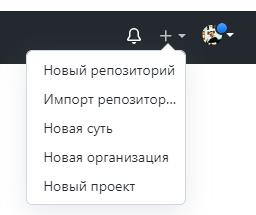 Новый репозиторий
Импорт репозитор...
Новая суть
Новая организация
Новый проект